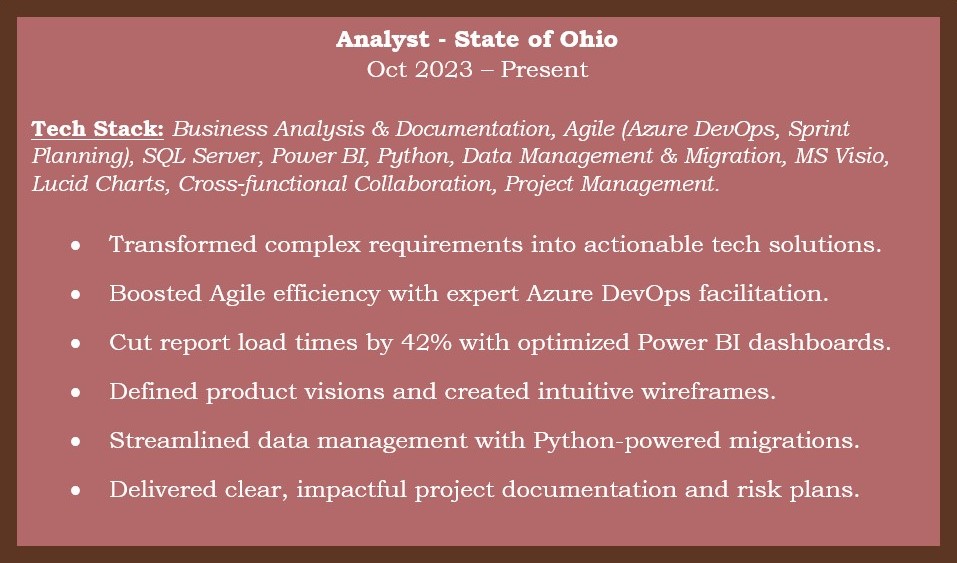 Analyst - State of Ohio
Oct 2023 – Present
Tech Stack: Business Analysis & Documentation, Agile (Azure DevOps, Sprint
Planning), SQL Server, Power BI, Python, Data Management & Migration, MS Visio,
Lucid Charts, Cross-functional Collaboration, Project Management.
• Transformed complex requirements into actionable tech solutions.
• Boosted Agile efficiency with expert Azure DevOps facilitation.
• Cut report load times by 42% with optimized Power BI dashboards.
• Defined product visions and created intuitive wireframes.
• Streamlined data management with Python-powered migrations.
• Delivered clear, impactful project documentation and risk plans.